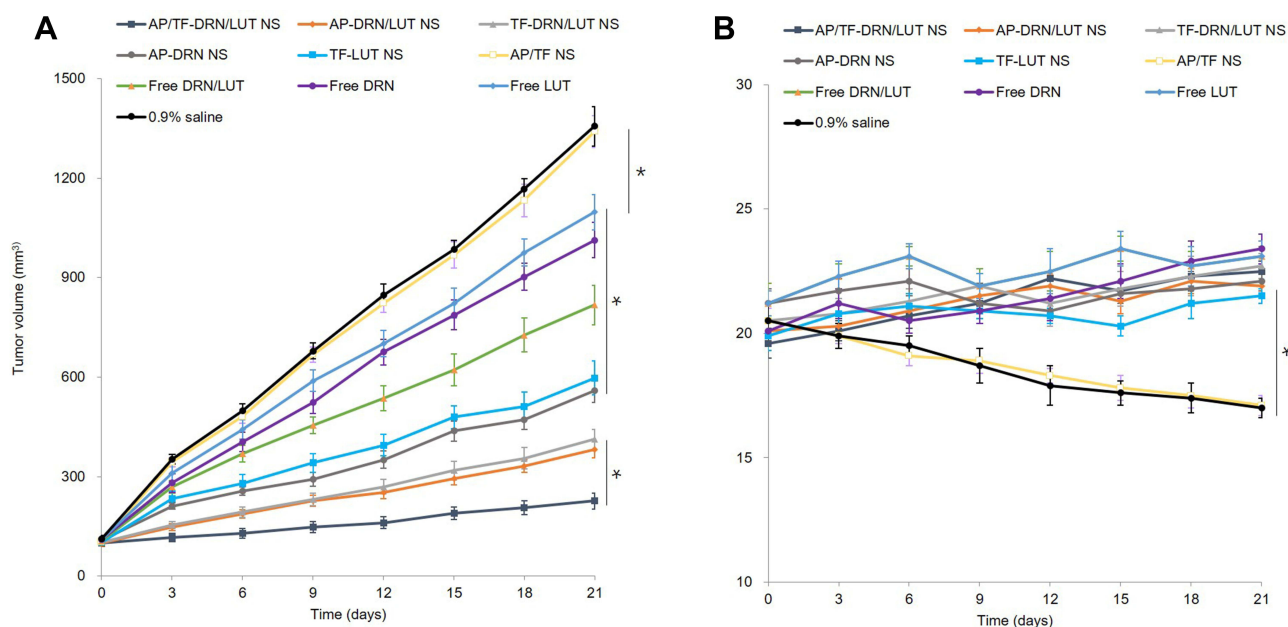 A
AP/TF-DRN/LUT NS AP-DRN/LUT NS TF-DRN/LUT NS
AP-DRN NS TF-LUT NS AP/TF NS
Free DRN/LUT Free DRN Free LUT
0.9% saline
Tumor volume (mm³)
1500
1200
900
600
300
0
*
*
*
0 3 6 9 12 15 18 21
Time (days)
B
AP/TF-DRN/LUT NS AP-DRN/LUT NS TF-DRN/LUT NS
AP-DRN NS TF-LUT NS AP/TF NS
Free DRN/LUT Free DRN Free LUT
0.9% saline
30
25
20
15
10
*
0 3 6 9 12 15 18 21
Time (days)